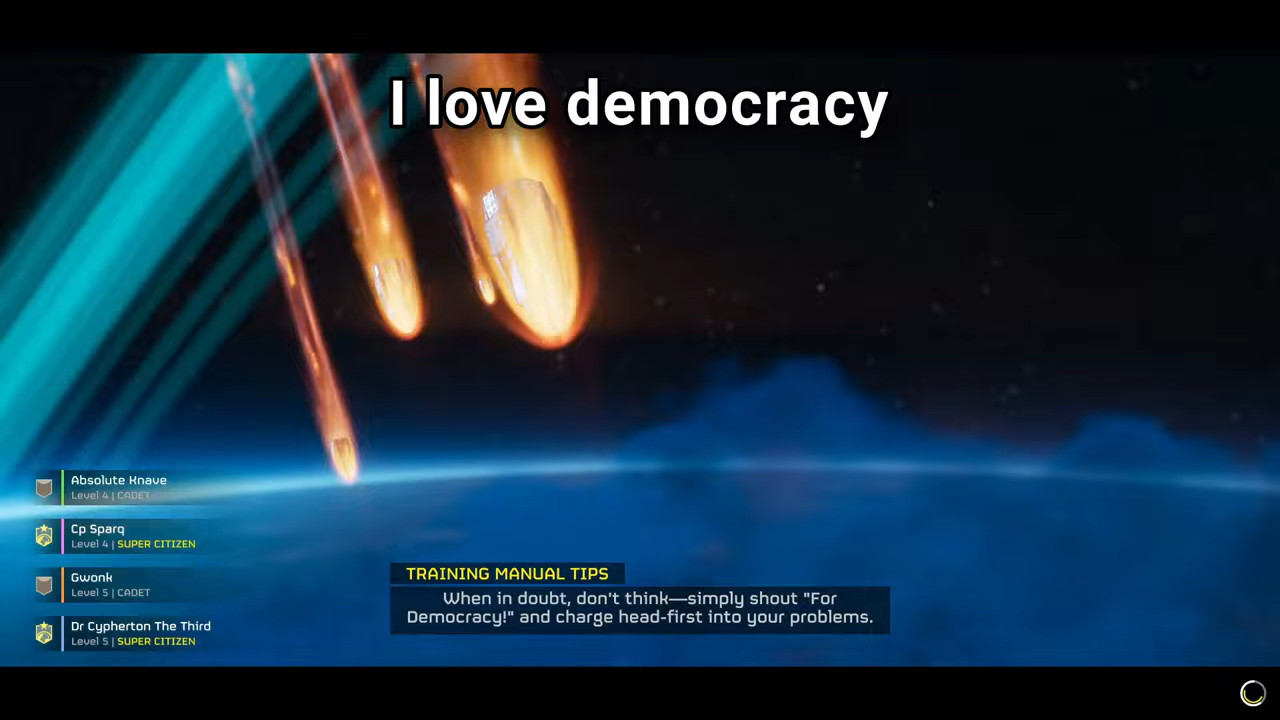 I love democracy
Absolute Knave
Level 4 | CADET
Cp Sparq
Level 4 | SUPER CITIZEN
Gwonk
Level 5 | CADET
Dr Cypherton The Third
Level 5 | SUPER CITIZEN
TRAINING MANUAL TIPS
When in doubt, don't think—simply shout "For
Democracy!" and charge head-first into your problems.